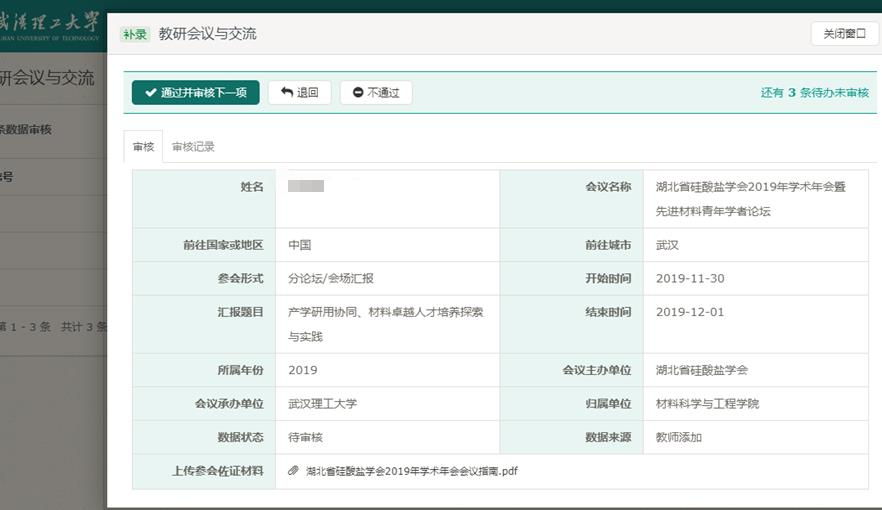 武汉理工大学
WUHAN UNIVERSITY OF TECHNOLOGY
补录 教研会议与交流
关闭窗口
研会议与交流
通过并审核下一项 退回 不通过
还有 3 条待办未审核
条数据审核
审核 审核记录
号
姓名
会议名称 湖北省硅酸盐学会2019年学术年会暨
先进材料青年学者论坛
前往国家或地区 中国 前往城市 武汉
参会形式 分论坛/会场汇报 开始时间 2019-11-30
汇报题目 产学研用协同、材料卓越人才培养探索
与实践
结束时间 2019-12-01
第 1 - 3 条 共计 3 条
所属年份 2019 会议主办单位 湖北省硅酸盐学会
会议承办单位 武汉理工大学 归属单位 材料科学与工程学院
数据状态 待审核 数据来源 教师添加
上传参会佐证材料 湖北省硅酸盐学会2019年学术年会会议指南.pdf